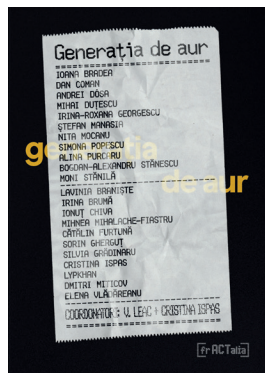 Generația de aur
IOANA BRADEA
DAN COMAN
ANDREI DÓSA
MIHAI DUȚESCU
IRINA-ROXANA GEORGESCU
ȘTEFAN MANASIA
NITA MOCANU
SIMONA POPESCU
ALINA PURCARU
BOGDAN-ALEXANDRU STĂNESCU
MONI STĂNILĂ
generația
de aur
LAVINIA BRANIȘTE
IRINA BRUMĂ
IONUȚ CHIVA
MIHNEA MIHALACHE-FIASTRU
CĂTĂLIN FURTUNĂ
SORIN GHERGUȚ
SILVIA GRĂDINARU
CRISTINA ISPAS
LYPKHAN
DMITRI MITICOV
ELENA VLĂDĂREANU
COORDONATOR: V. LEAC + CRISTINA ISPAS
[frACTalia]